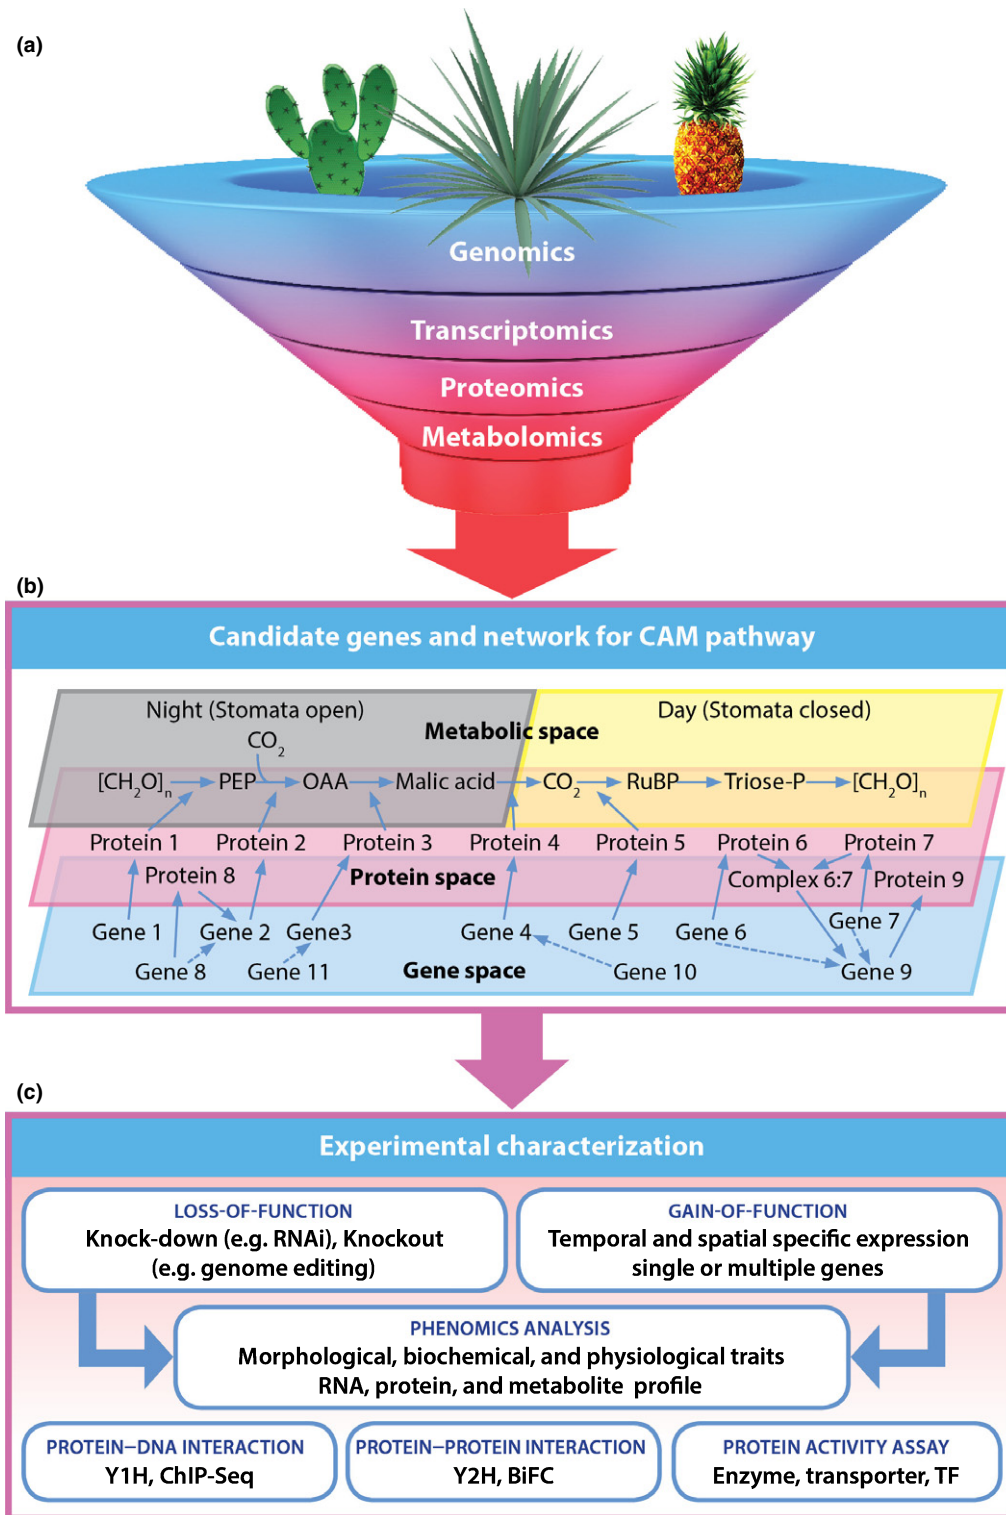 (a)
Genomics
Transcriptomics
Proteomics
Metabolomics
(b)
Candidate genes and network for CAM pathway
Night (Stomata open)
Day (Stomata closed)
Metabolic space
CO2
[CH2O]n PEP OAA Malic acid CO2 RuBP Triose-P [CH2O]n
Protein 1 Protein 2 Protein 3 Protein 4 Protein 5 Protein 6 Protein 7
Protein 8 Protein space Complex 6:7 Protein 9
Gene 1 Gene 2 Gene3 Gene 4 Gene 5 Gene 6 Gene 7
Gene 8 Gene 11 Gene space Gene 10 Gene 9
(c)
Experimental characterization
LOSS-OF-FUNCTION
Knock-down (e.g. RNAi), Knockout
(e.g. genome editing)
GAIN-OF-FUNCTION
Temporal and spatial specific expression
single or multiple genes
PHENOMICS ANALYSIS
Morphological, biochemical, and physiological traits
RNA, protein, and metabolite profile
PROTEIN–DNA INTERACTION
Y1H, ChIP-Seq
PROTEIN–PROTEIN INTERACTION
Y2H, BiFC
PROTEIN ACTIVITY ASSAY
Enzyme, transporter, TF